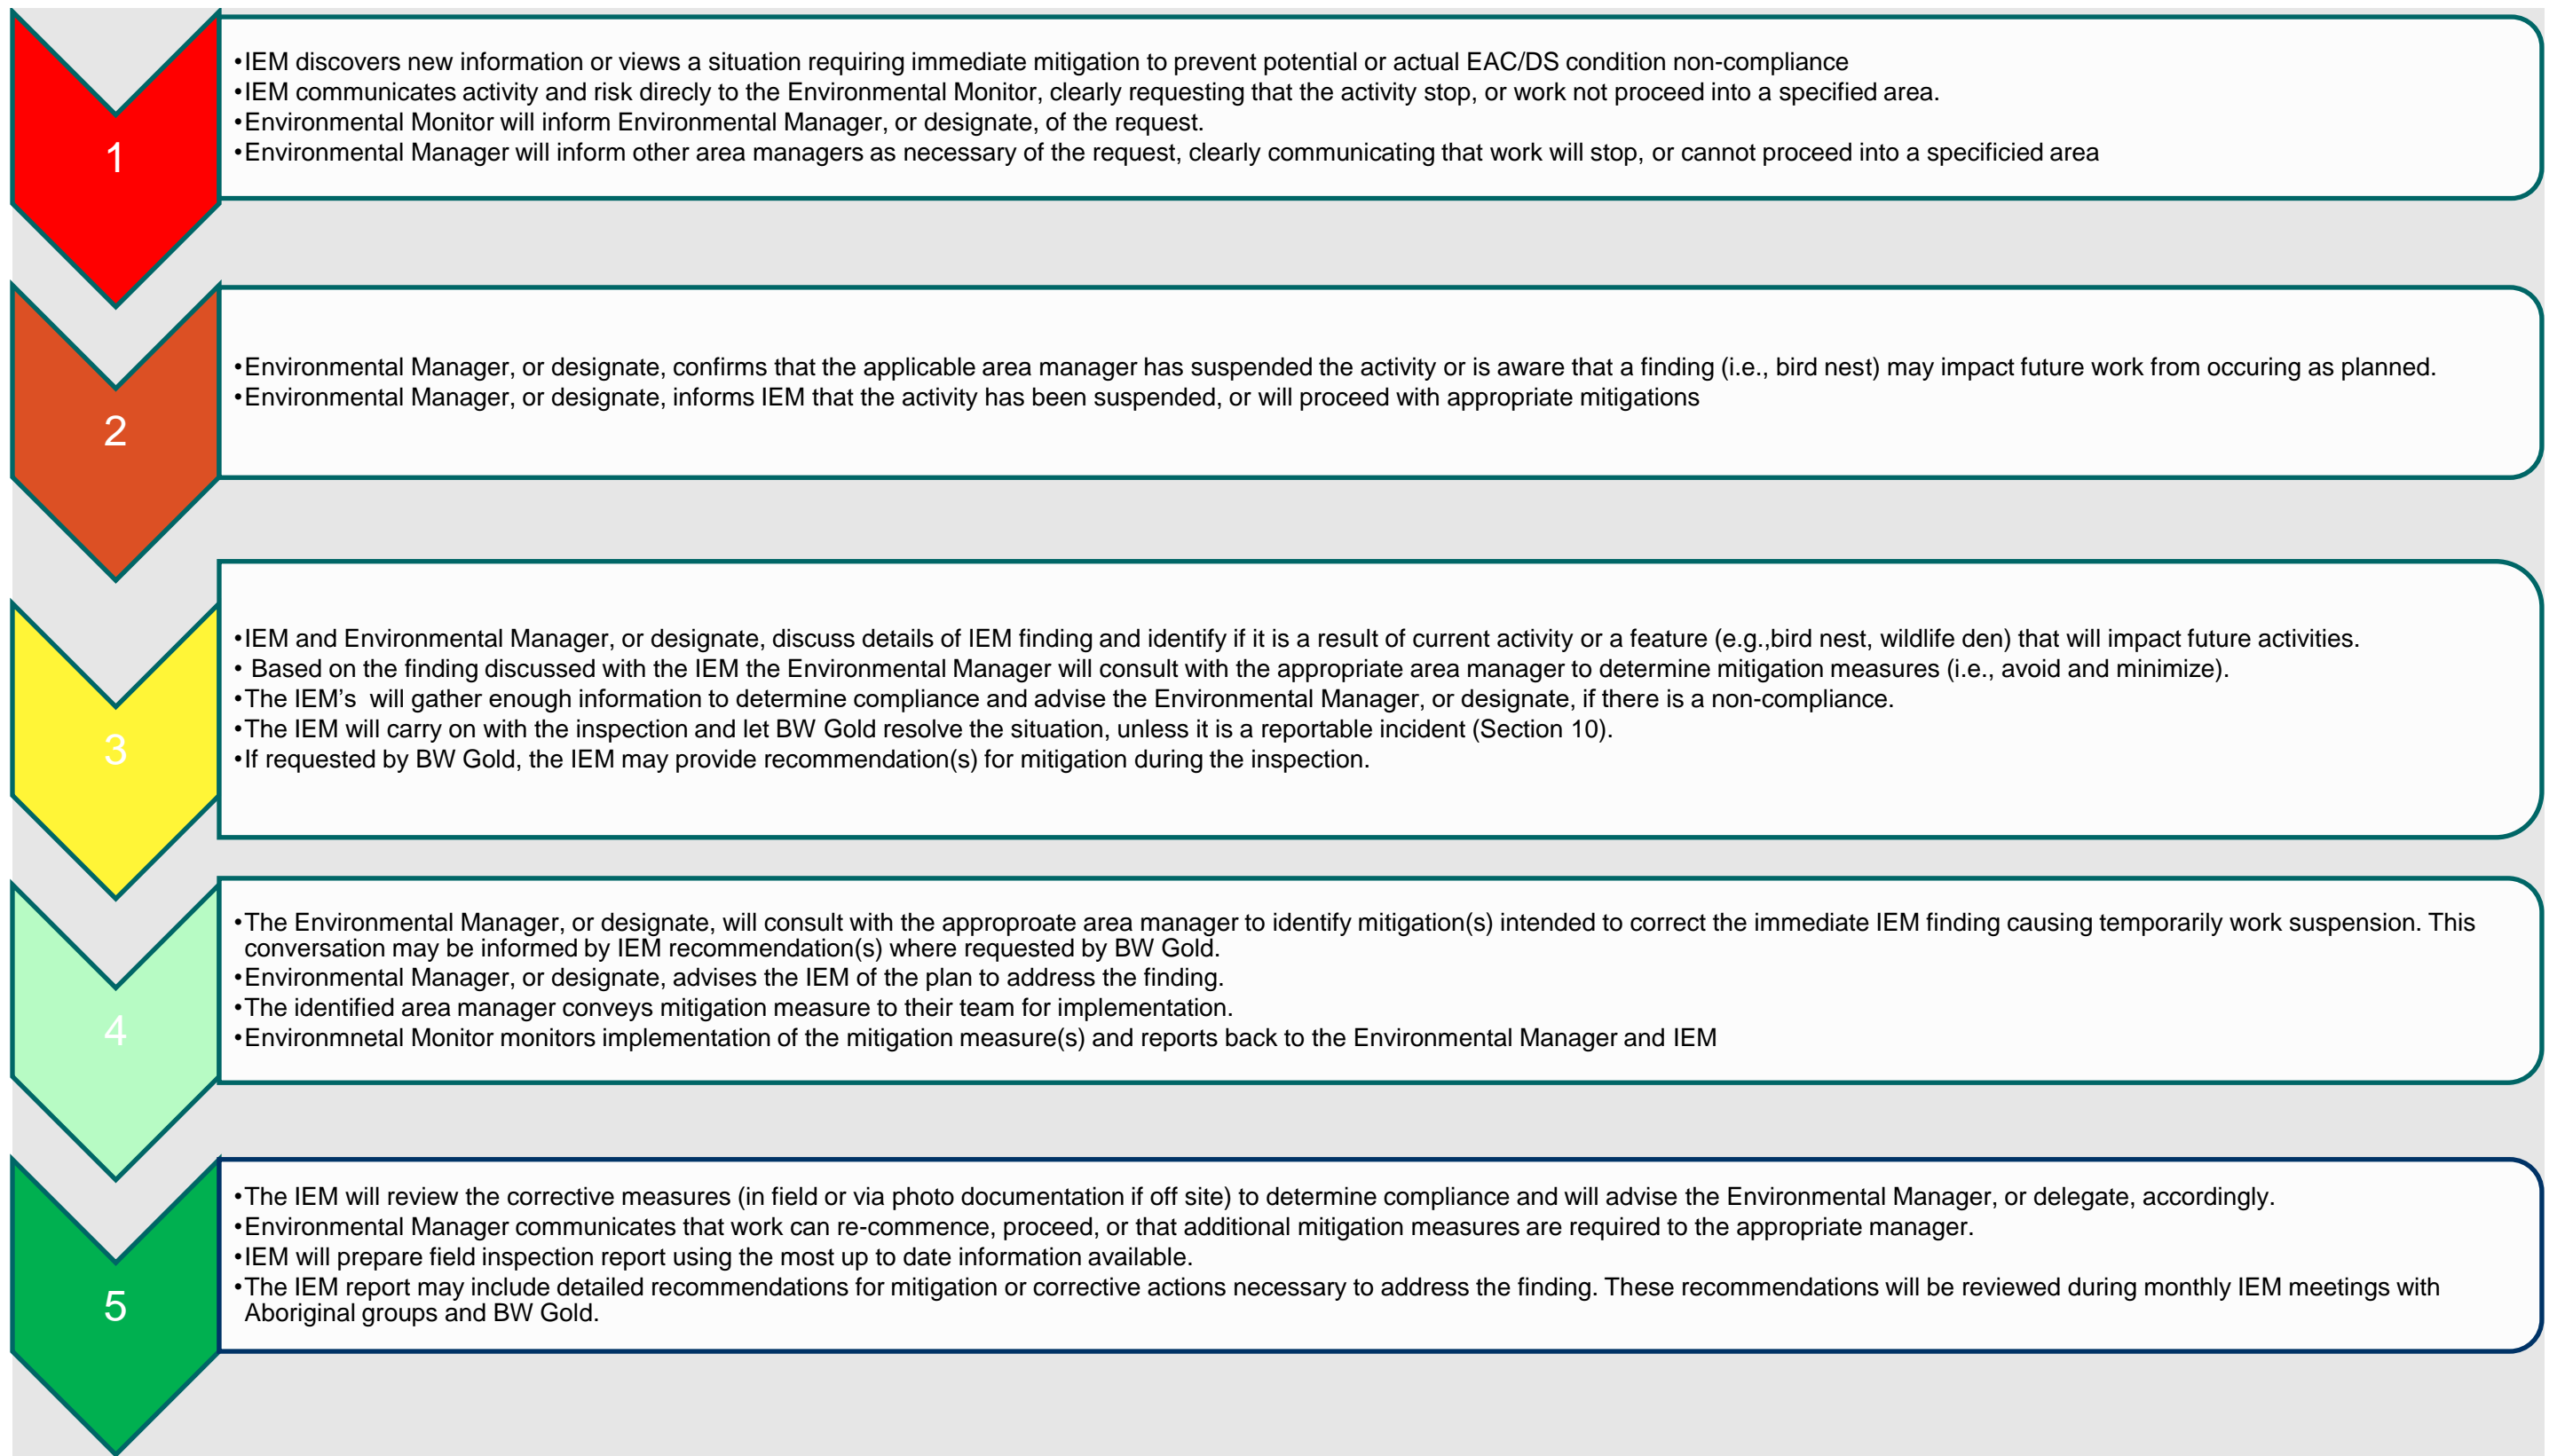 1
•IEM discovers new information or views a situation requiring immediate mitigation to prevent potential or actual EAC/DS condition non-compliance
•IEM communicates activity and risk direcly to the Environmental Monitor, clearly requesting that the activity stop, or work not proceed into a specified area.
•Environmental Monitor will inform Environmental Manager, or designate, of the request.
•Environmental Manager will inform other area managers as necessary of the request, clearly communicating that work will stop, or cannot proceed into a specificied area
2
•Environmental Manager, or designate, confirms that the applicable area manager has suspended the activity or is aware that a finding (i.e., bird nest) may impact future work from occuring as planned.
•Environmental Manager, or designate, informs IEM that the activity has been suspended, or will proceed with appropriate mitigations
3
•IEM and Environmental Manager, or designate, discuss details of IEM finding and identify if it is a result of current activity or a feature (e.g.,bird nest, wildlife den) that will impact future activities.
• Based on the finding discussed with the IEM the Environmental Manager will consult with the appropriate area manager to determine mitigation measures (i.e., avoid and minimize).
•The IEM’s  will gather enough information to determine compliance and advise the Environmental Manager, or designate, if there is a non-compliance.
•The IEM will carry on with the inspection and let BW Gold resolve the situation, unless it is a reportable incident (Section 10).
•If requested by BW Gold, the IEM may provide recommendation(s) for mitigation during the inspection.
4
•The Environmental Manager, or designate, will consult with the approproate area manager to identify mitigation(s) intended to correct the immediate IEM finding causing temporarily work suspension. This
conversation may be informed by IEM recommendation(s) where requested by BW Gold.
•Environmental Manager, or designate, advises the IEM of the plan to address the finding.
•The identified area manager conveys mitigation measure to their team for implementation.
•Environmnetal Monitor monitors implementation of the mitigation measure(s) and reports back to the Environmental Manager and IEM
5
•The IEM will review the corrective measures (in field or via photo documentation if off site) to determine compliance and will advise the Environmental Manager, or delegate, accordingly.
•Environmental Manager communicates that work can re-commence, proceed, or that additional mitigation measures are required to the appropriate manager.
•IEM will prepare field inspection report using the most up to date information available.
•The IEM report may include detailed recommendations for mitigation or corrective actions necessary to address the finding. These recommendations will be reviewed during monthly IEM meetings with
Aboriginal groups and BW Gold.